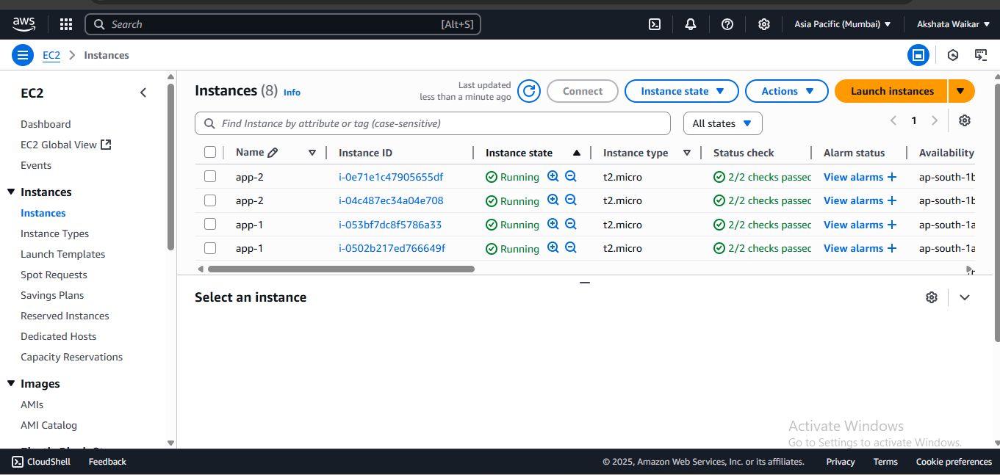 aws
Search [Alt+S]
Asia Pacific (Mumbai)
Akshata Waikar
EC2 Instances
EC2
Dashboard
EC2 Global View
Events
Instances
Instances
Instance Types
Launch Templates
Spot Requests
Savings Plans
Reserved Instances
Dedicated Hosts
Capacity Reservations
Images
AMIs
AMI Catalog
Instances (8) Info
Last updated
less than a minute ago
Connect
Instance state
Actions
Launch instances
Find Instance by attribute or tag (case-sensitive)
All states
1
Name Instance ID Instance state Instance type Status check Alarm status Availability
app-2 i-0e71e1c47905655df Running t2.micro 2/2 checks passed View alarms + ap-south-1b
app-2 i-04c487ec34a04e708 Running t2.micro 2/2 checks passed View alarms + ap-south-1b
app-1 i-053bf7dc8f5786a33 Running t2.micro 2/2 checks passed View alarms + ap-south-1a
app-1 i-0502b217ed766649f Running t2.micro 2/2 checks passed View alarms + ap-south-1a
Select an instance
Activate Windows
Go to Settings to activate Windows.
CloudShell Feedback
© 2025, Amazon Web Services, Inc. or its affiliates. Privacy Terms Cookie preferences